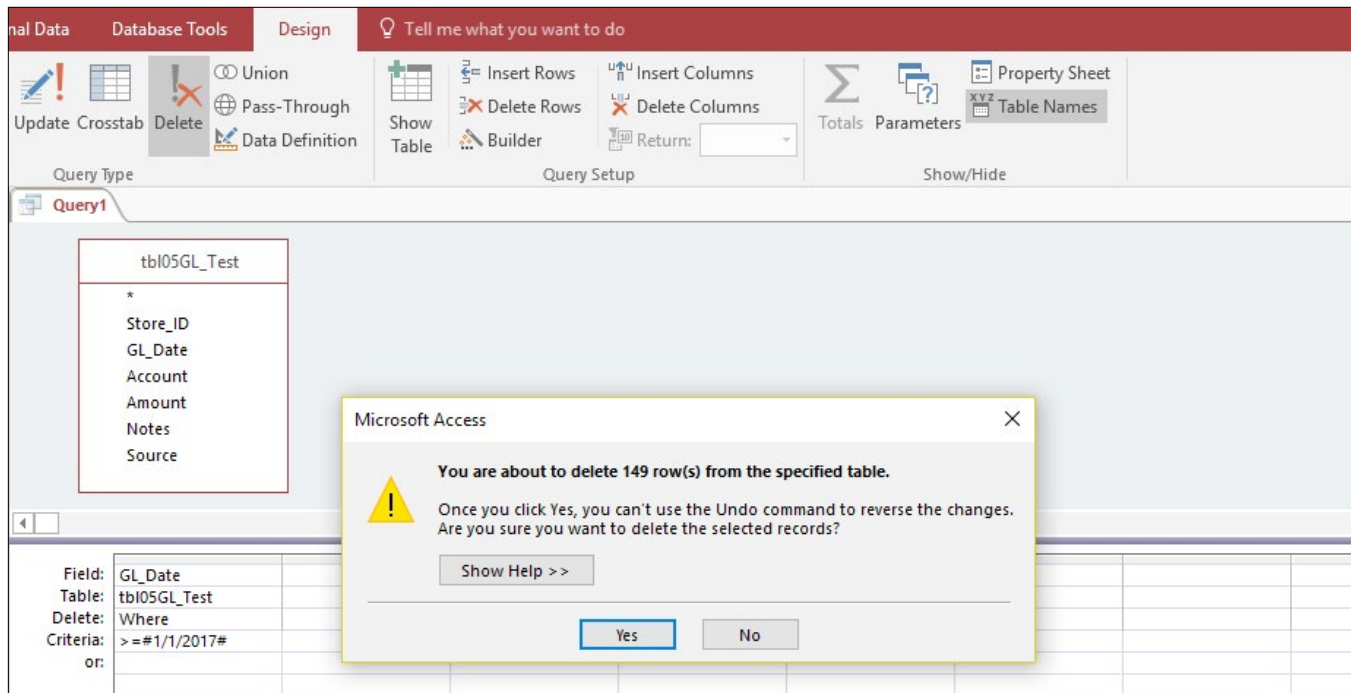 nal Data Database Tools Design Tell me what you want to do
Update Crosstab Delete
Union
Pass-Through
Data Definition
Query Type
Show Table
Insert Rows
Delete Rows
Builder
Insert Columns
Delete Columns
Return:
Query Setup
Totals Parameters
Property Sheet
XYZ Table Names
Show/Hide
Query1
tbl05GL_Test
*
Store_ID
GL_Date
Account
Amount
Notes
Source
Microsoft Access
You are about to delete 149 row(s) from the specified table.
Once you click Yes, you can't use the Undo command to reverse the changes.
Are you sure you want to delete the selected records?
Show Help >>
Yes No
Field: GL_Date
Table: tbl05GL_Test
Delete: Where
Criteria: >=#1/1/2017#
or: